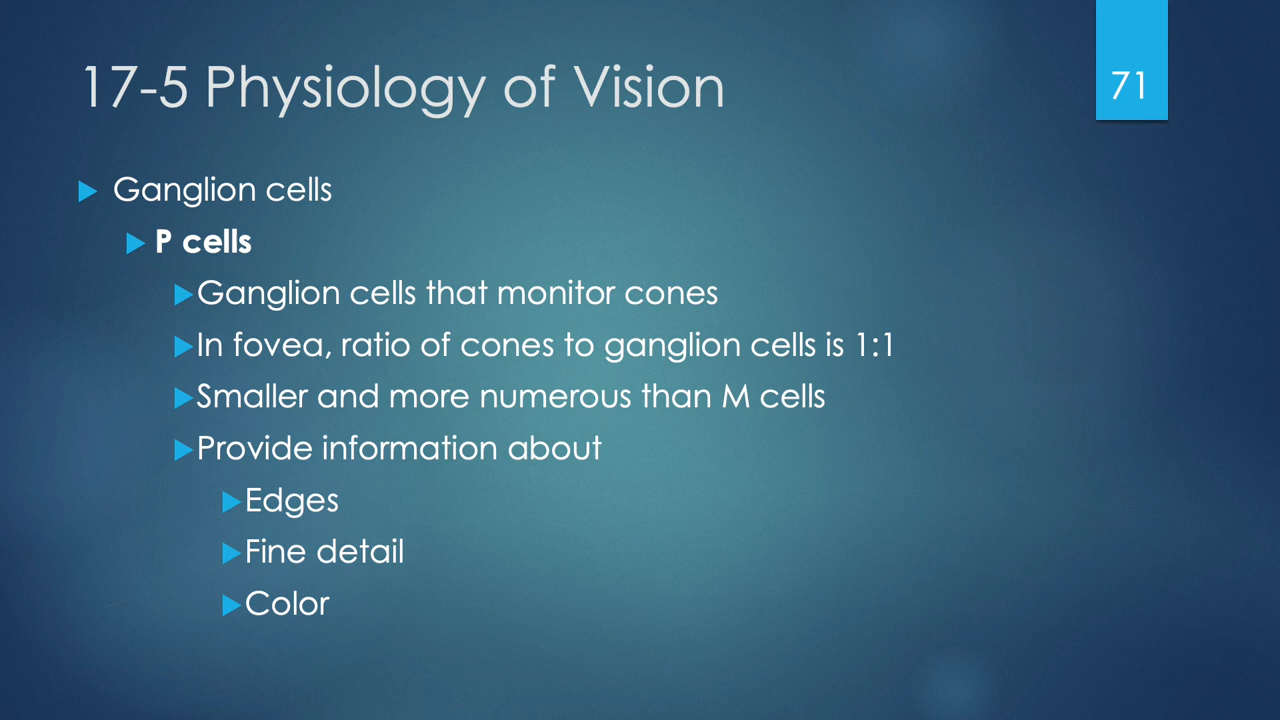 17-5 Physiology of Vision
71
Ganglion cells
P cells
Ganglion cells that monitor cones
In fovea, ratio of cones to ganglion cells is 1:1
Smaller and more numerous than M cells
Provide information about
Edges
Fine detail
Color